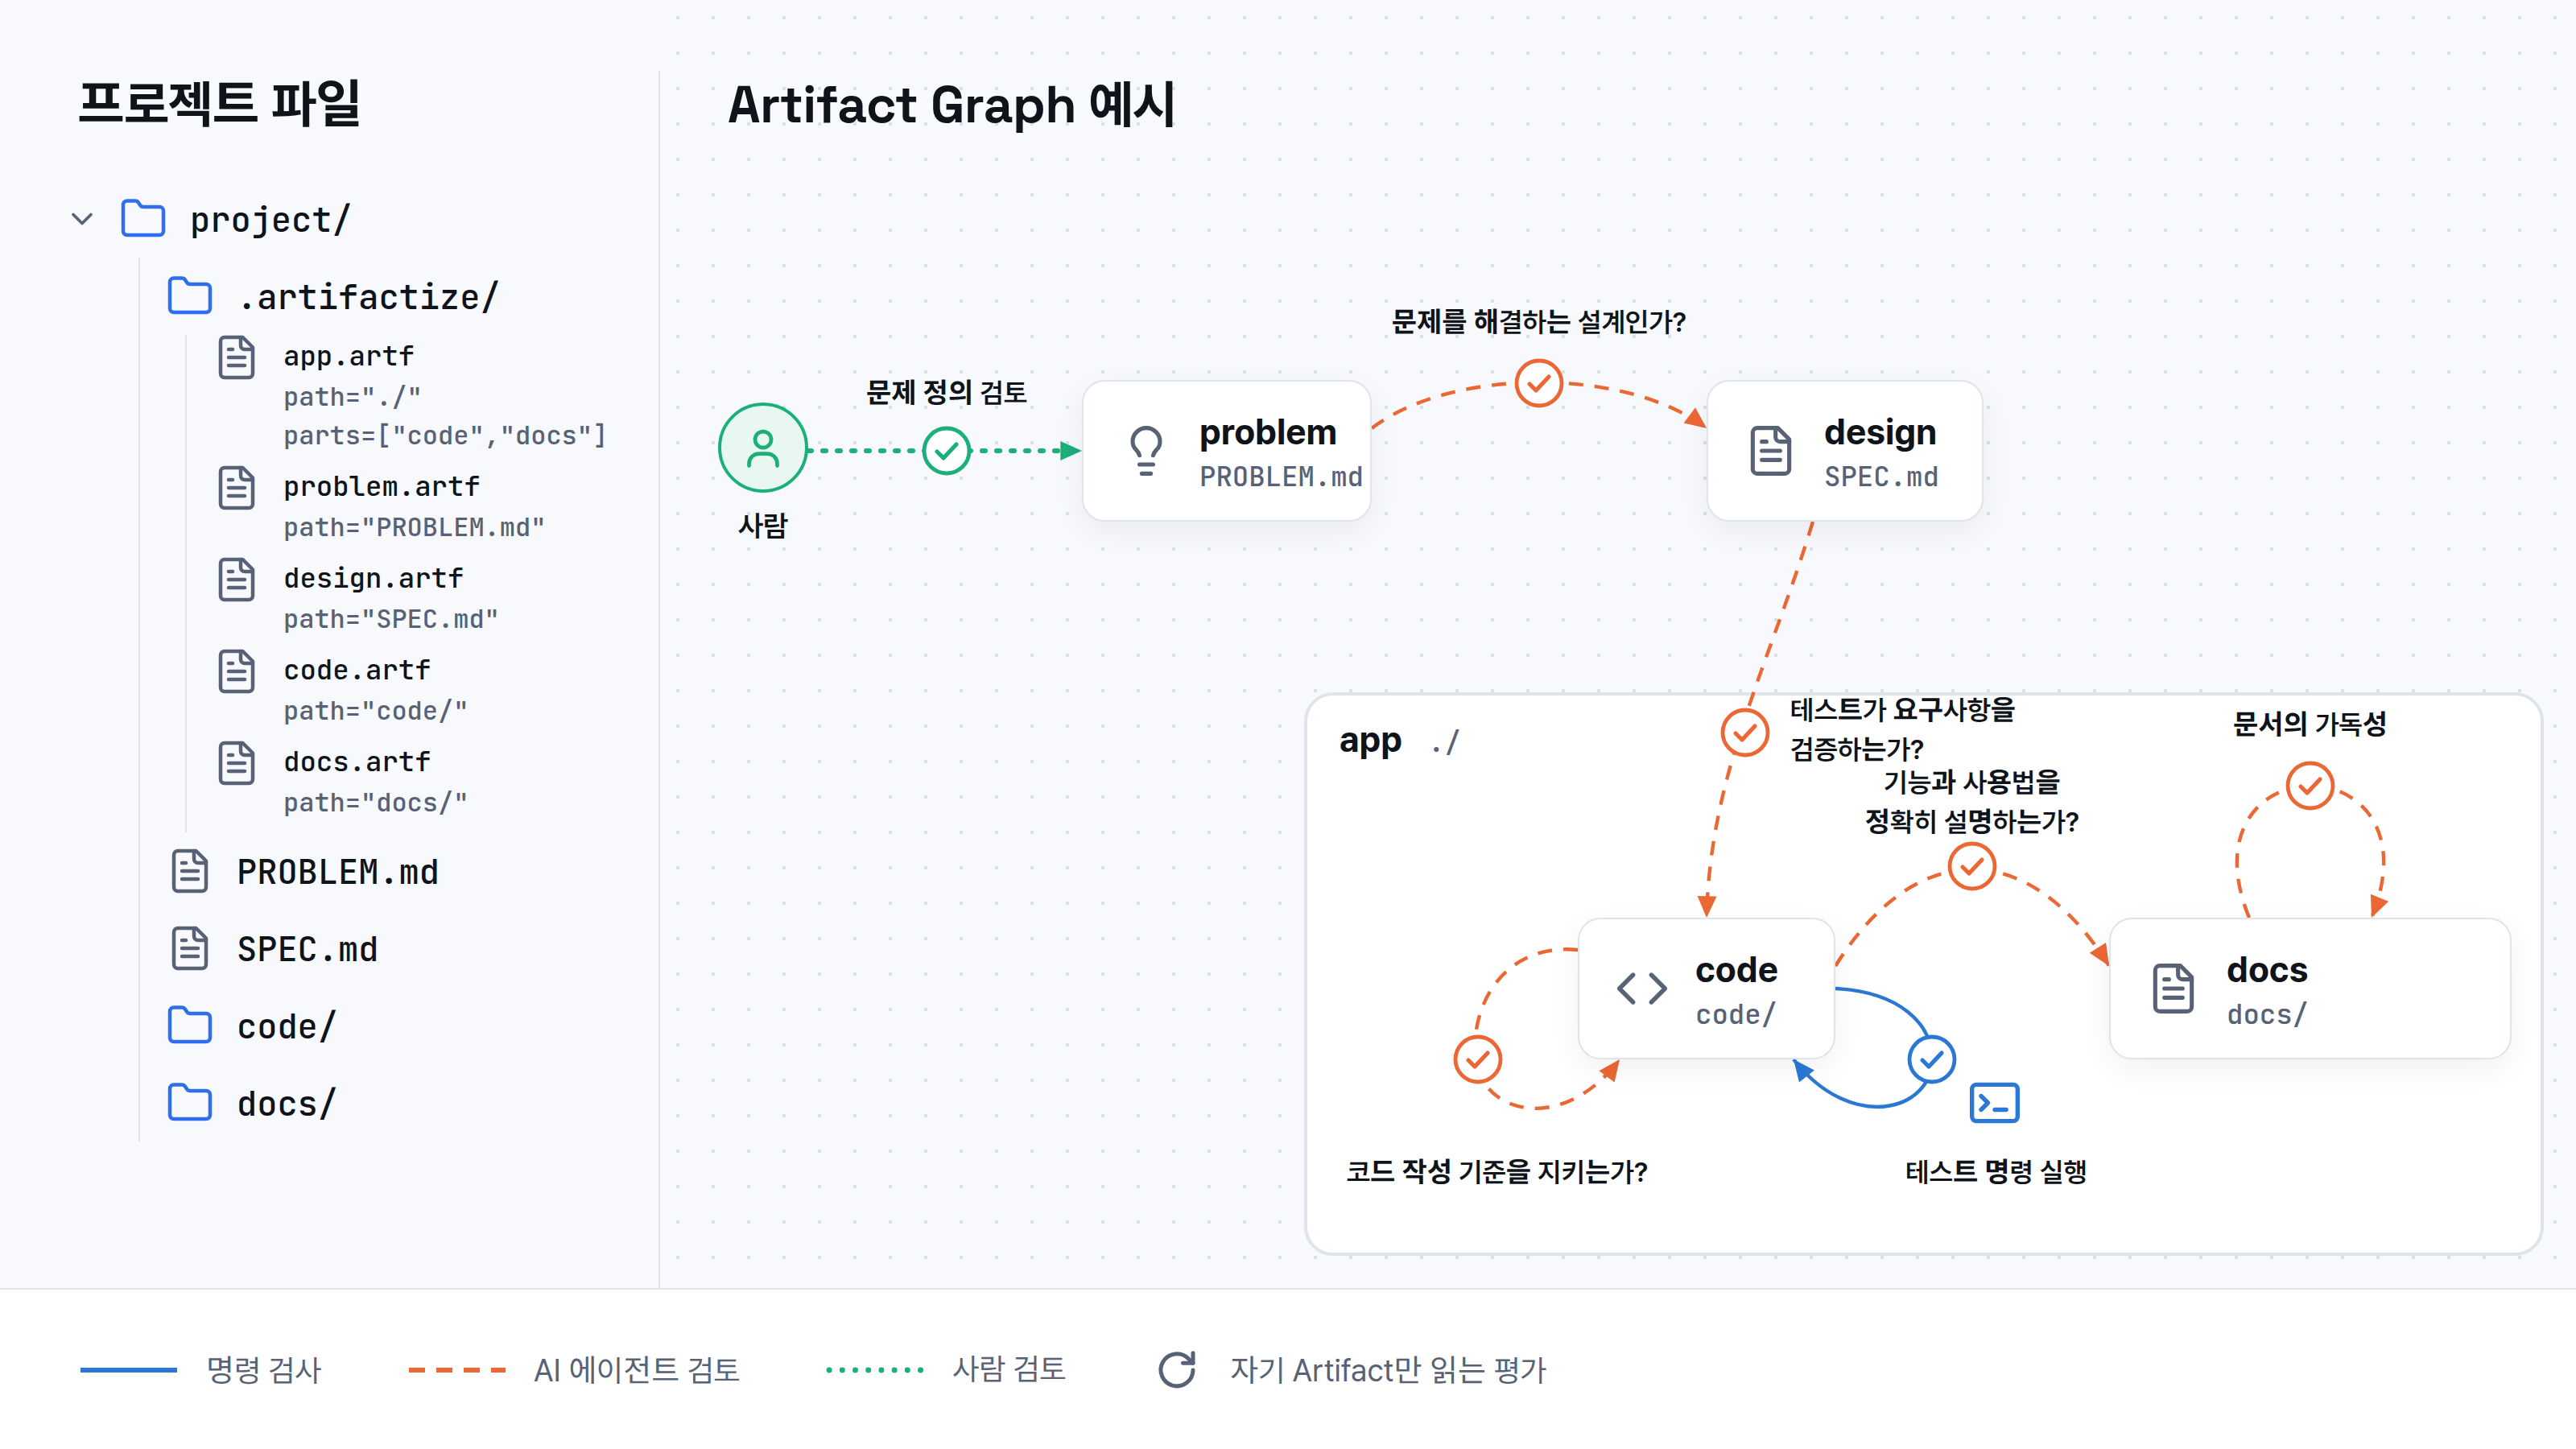 프로젝트 파일
project/
.artifactize/
app.artf
path="./"
parts=["code","docs"]
problem.artf
path="PROBLEM.md"
design.artf
path="SPEC.md"
code.artf
path="code/"
docs.artf
path="docs/"
PROBLEM.md
SPEC.md
code/
docs/
Artifact Graph 예시
사람
문제 정의 검토
problem
PROBLEM.md
문제를 해결하는 설계인가?
design
SPEC.md
app ./
테스트가 요구사항을
검증하는가?
기능과 사용법을
정확히 설명하는가?
문서의 가독성
code
code/
docs
docs/
코드 작성 기준을 지키는가?
테스트 명령 실행
명령 검사
AI 에이전트 검토
사람 검토
자기 Artifact만 읽는 평가